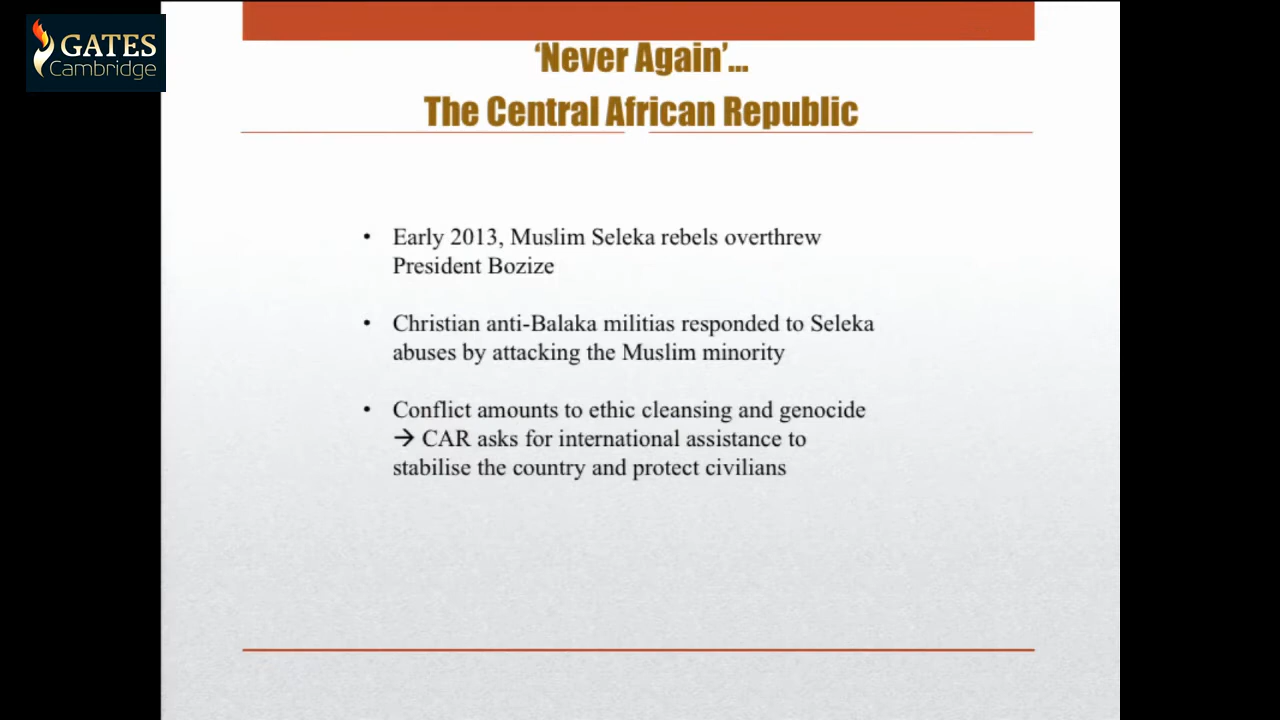 GATES
Cambridge
‘Never Again’...
The Central African Republic
• Early 2013, Muslim Seleka rebels overthrew
President Bozize
• Christian anti-Balaka militias responded to Seleka
abuses by attacking the Muslim minority
• Conflict amounts to ethic cleansing and genocide
→ CAR asks for international assistance to
stabilise the country and protect civilians